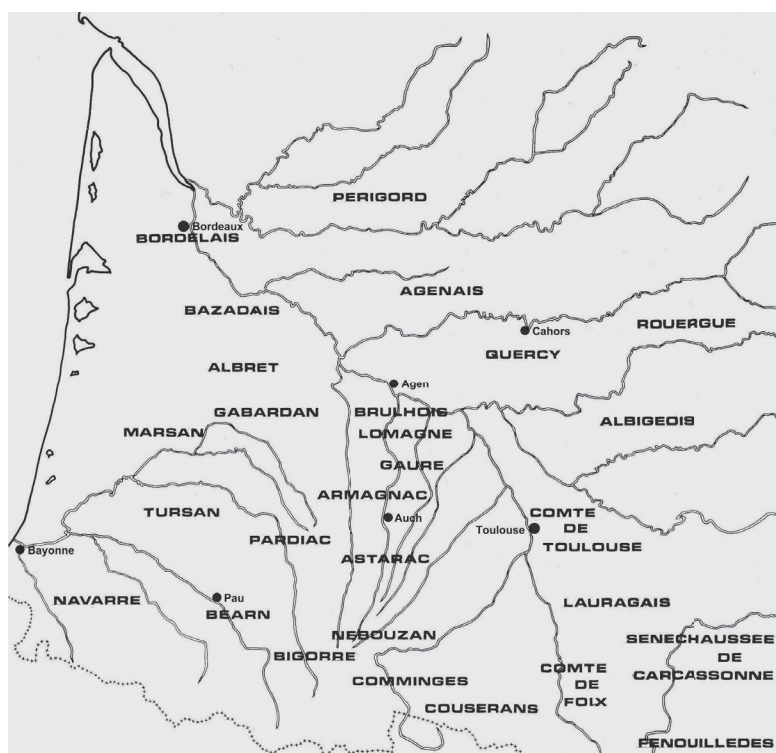 PERIGORD
Bordeaux
BORDELAIS
AGENAIS
BAZADAIS
ROUERGUE
Cahors
QUERCY
ALBRET
Agen
GABARDAN
BRULHOIS
ALBIGEOIS
MARSAN
LOMAGNE
GAURE
ARMAGNAC
TURSAN
Auch
COMTE
Toulouse
DE
PARDIAC
TOULOUSE
Bayonne
ASTARAC
NAVARRE
Pau
LAURAGAIS
BEARN
NEBOUZAN
SENECHAUSSEE
BIGORRE
DE
COMMINGES
COMTE
CARCASSONNE
DE
COUSERANS
FOIX
FENOUILLEDES